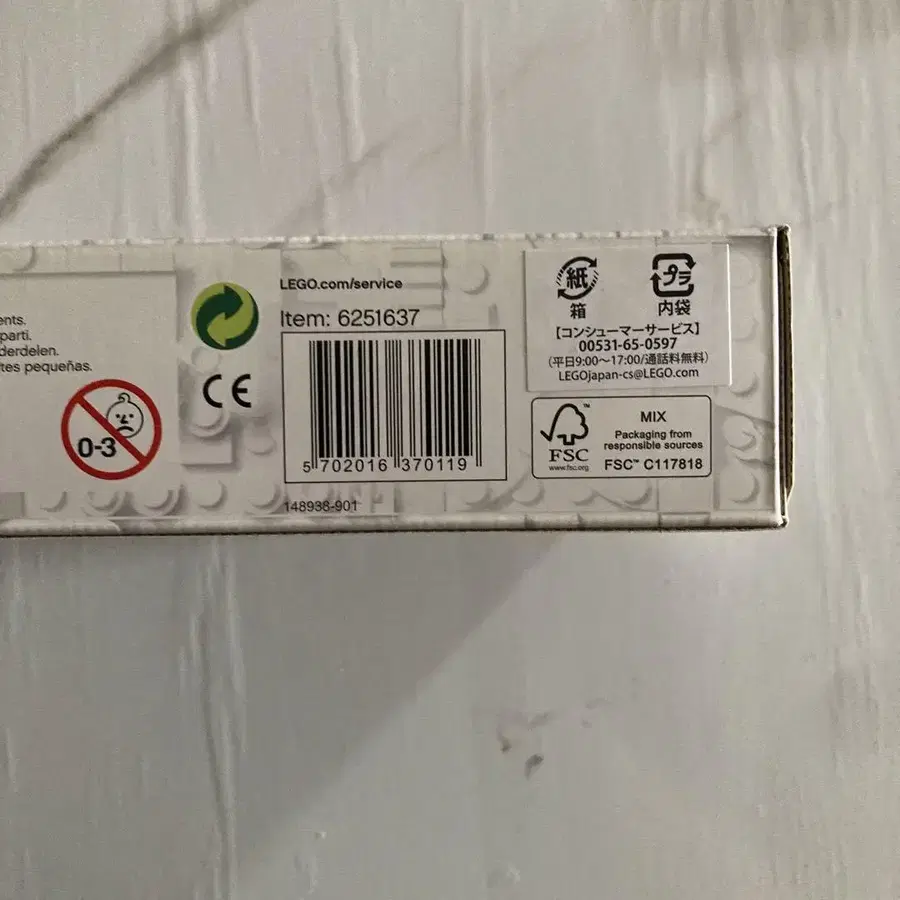 ents.
parti.
derdelen.
tes pequeñas.
0-3
CE
LEGO.com/service
Item: 6251637
5 702016 370119
148938-901
紙
箱
プラ
内袋
【コンシューマーサービス】
00531-65-0597
(平日9:00～17:00/通話料無料)
LEGOjapan-cs@LEGO.com
FSC
www.fsc.org
MIX
Packaging from
responsible sources
FSC™ C117818